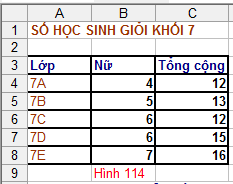 A B C
1 SỐ HỌC SINH GIỎI KHỐI 7
2
3 Lớp Nữ Tổng cộng
4 7A 4 12
5 7B 5 13
6 7C 6 12
7 7D 6 15
8 7E 7 16
9 Hình 114